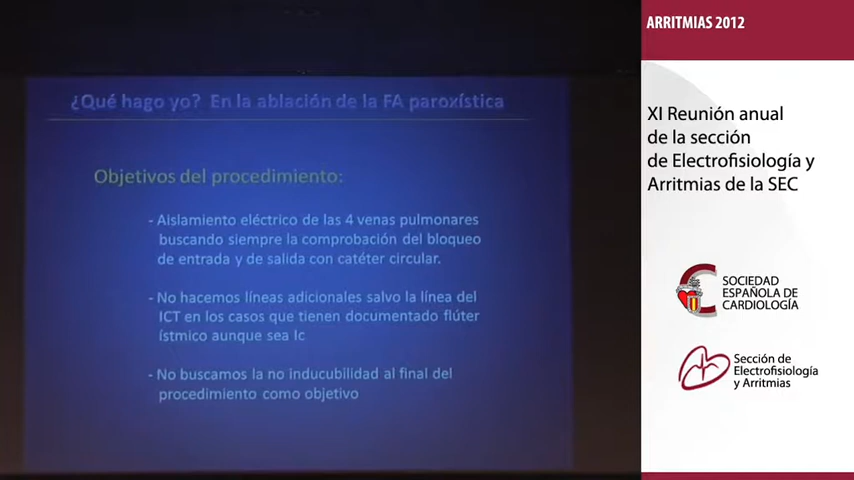 ¿Qué hago yo? En la ablación de la FA paroxística
Objetivos del procedimiento:
- Aislamiento eléctrico de las 4 venas pulmonares
buscando siempre la comprobación del bloqueo
de entrada y de salida con catéter circular.
- No hacemos líneas adicionales salvo la línea del
ICT en los casos que tienen documentado flúter
ístmico aunque sea Ic
- No buscamos la no inducubilidad al final del
procedimiento como objetivo
ARRITMIAS 2012
XI Reunión anual
de la sección
de Electrofisiología y
Arritmias de la SEC
SOCIEDAD
ESPAÑOLA DE
CARDIOLOGÍA
Sección de
Electrofisiología
y Arritmias